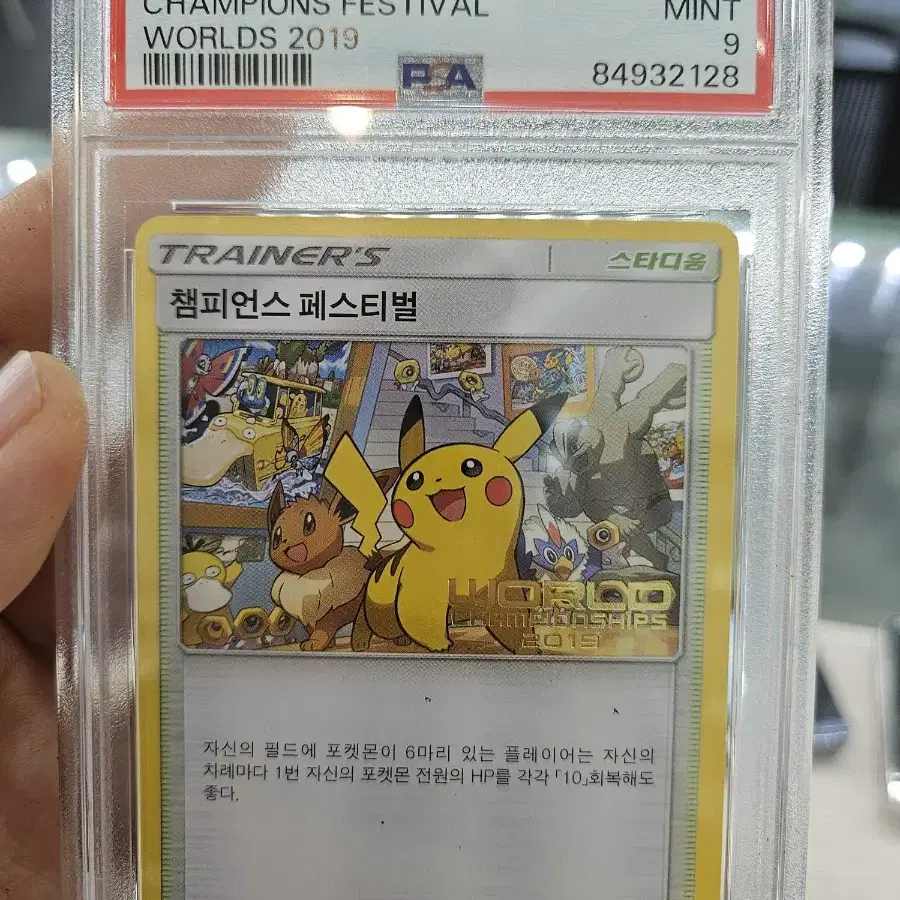 CHAMPIONS FESTIVAL
MINT
WORLDS 2019
9
PSA
84932128
TRAINER'S
스타디움
챔피언스 페스티벌
WORLD
CHAMPIONSHIPS
2019
자신의 필드에 포켓몬이 6마리 있는 플레이어는 자신의
차례마다 1번 자신의 포켓몬 전원의 HP를 각각 「10」회복해도
좋다.